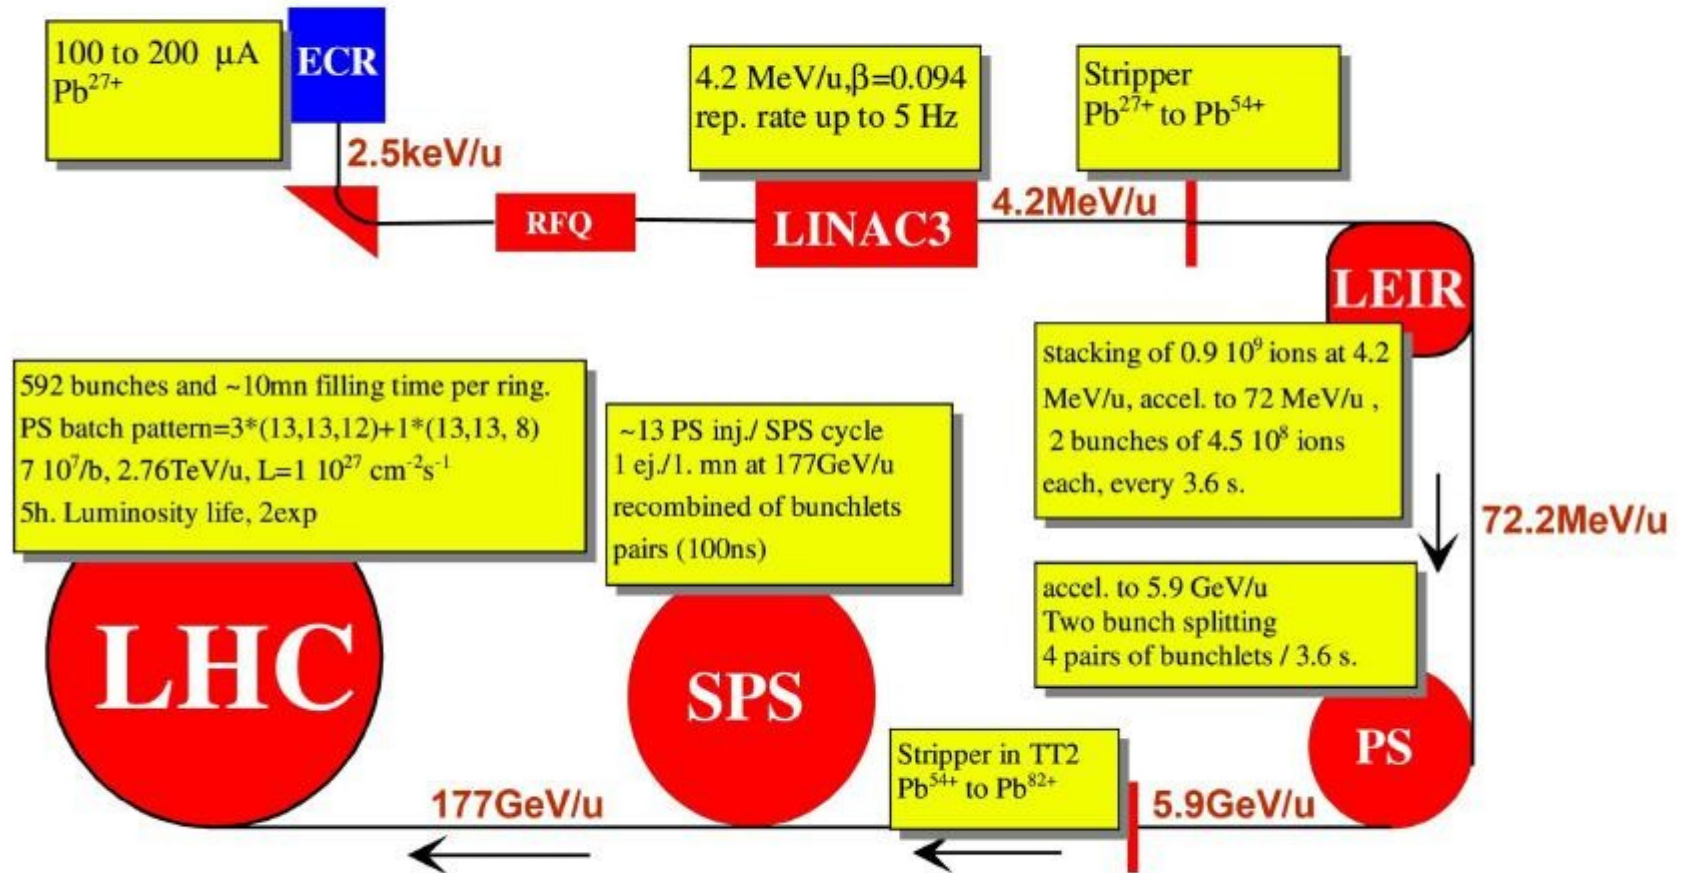 100 to 200 μA
Pb²⁷⁺
ECR
2.5keV/u
RFQ
4.2 MeV/u,β=0.094
rep. rate up to 5 Hz
LINAC3
4.2MeV/u
Stripper
Pb²⁷⁺ to Pb⁵⁴⁺
LEIR
stacking of 0.9 10⁹ ions at 4.2
MeV/u, accel. to 72 MeV/u ,
2 bunches of 4.5 10⁸ ions
each, every 3.6 s.
72.2MeV/u
accel. to 5.9 GeV/u
Two bunch splitting
4 pairs of bunchlets / 3.6 s.
PS
5.9GeV/u
Stripper in TT2
Pb⁵⁴⁺ to Pb⁸²⁺
~13 PS inj./ SPS cycle
1 ej./1. mn at 177GeV/u
recombined of bunchlets
pairs (100ns)
SPS
177GeV/u
592 bunches and ~10mn filling time per ring.
PS batch pattern=3*(13,13,12)+1*(13,13, 8)
7 10⁷/b, 2.76TeV/u, L=1 10²⁷ cm⁻²s⁻¹
5h. Luminosity life, 2exp
LHC